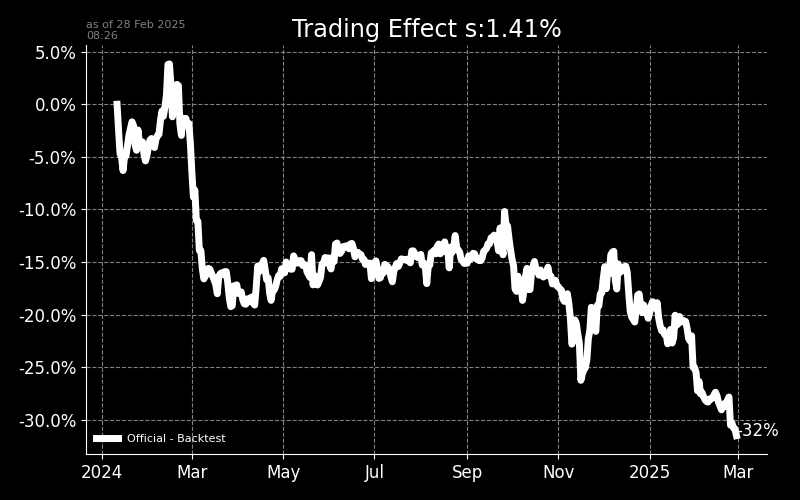 as of 28 Feb 2025
08:26
Trading Effect s:1.41%
5.0%
0.0%
-5.0%
-10.0%
-15.0%
-20.0%
-25.0%
-30.0%
-32%
Official - Backtest
2024 Mar May Jul Sep Nov 2025 Mar